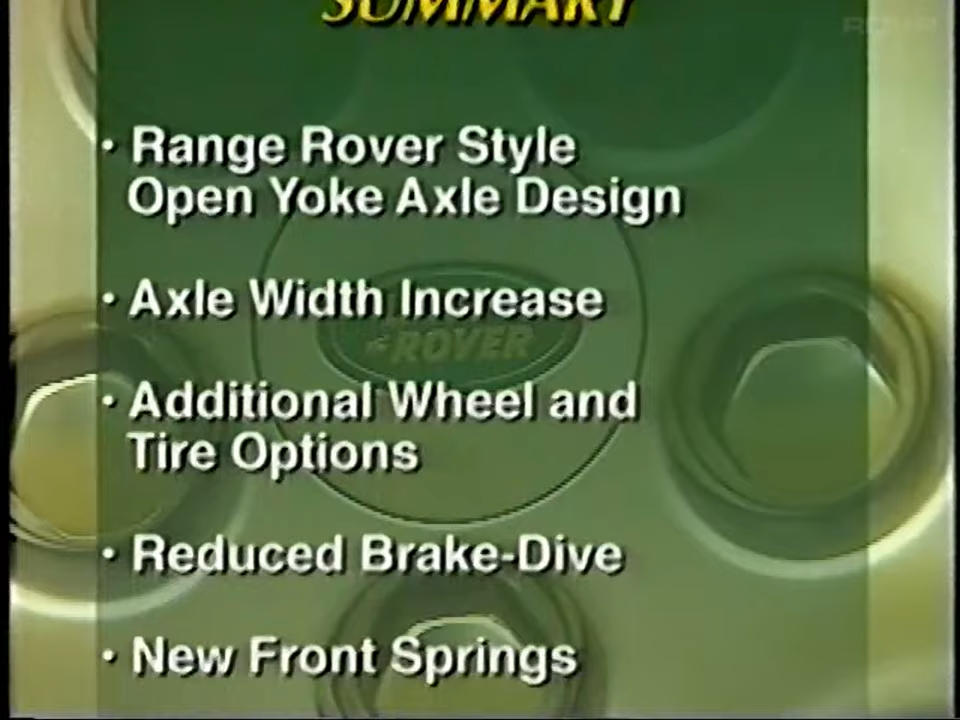 SUMMARY
· Range Rover Style
Open Yoke Axle Design
· Axle Width Increase
ROVER
· Additional Wheel and
Tire Options
· Reduced Brake-Dive
· New Front Springs